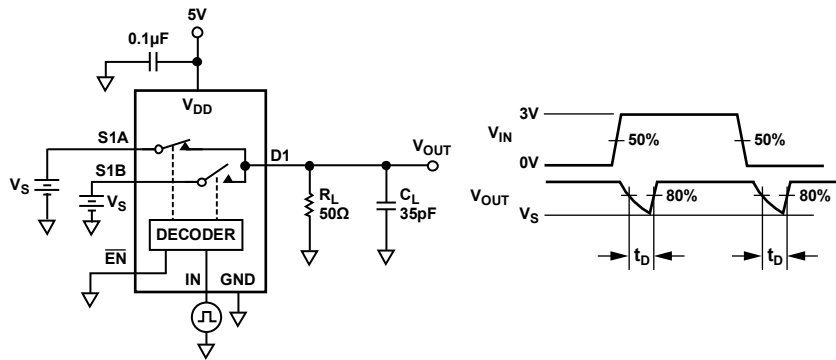 5V
0.1µF
VDD
S1A
D1
VOUT
S1B
VS
VS
RL
50Ω
CL
35pF
DECODER
EN
IN
GND
3V
VIN
50%
50%
0V
VOUT
80%
80%
VS
tD
tD